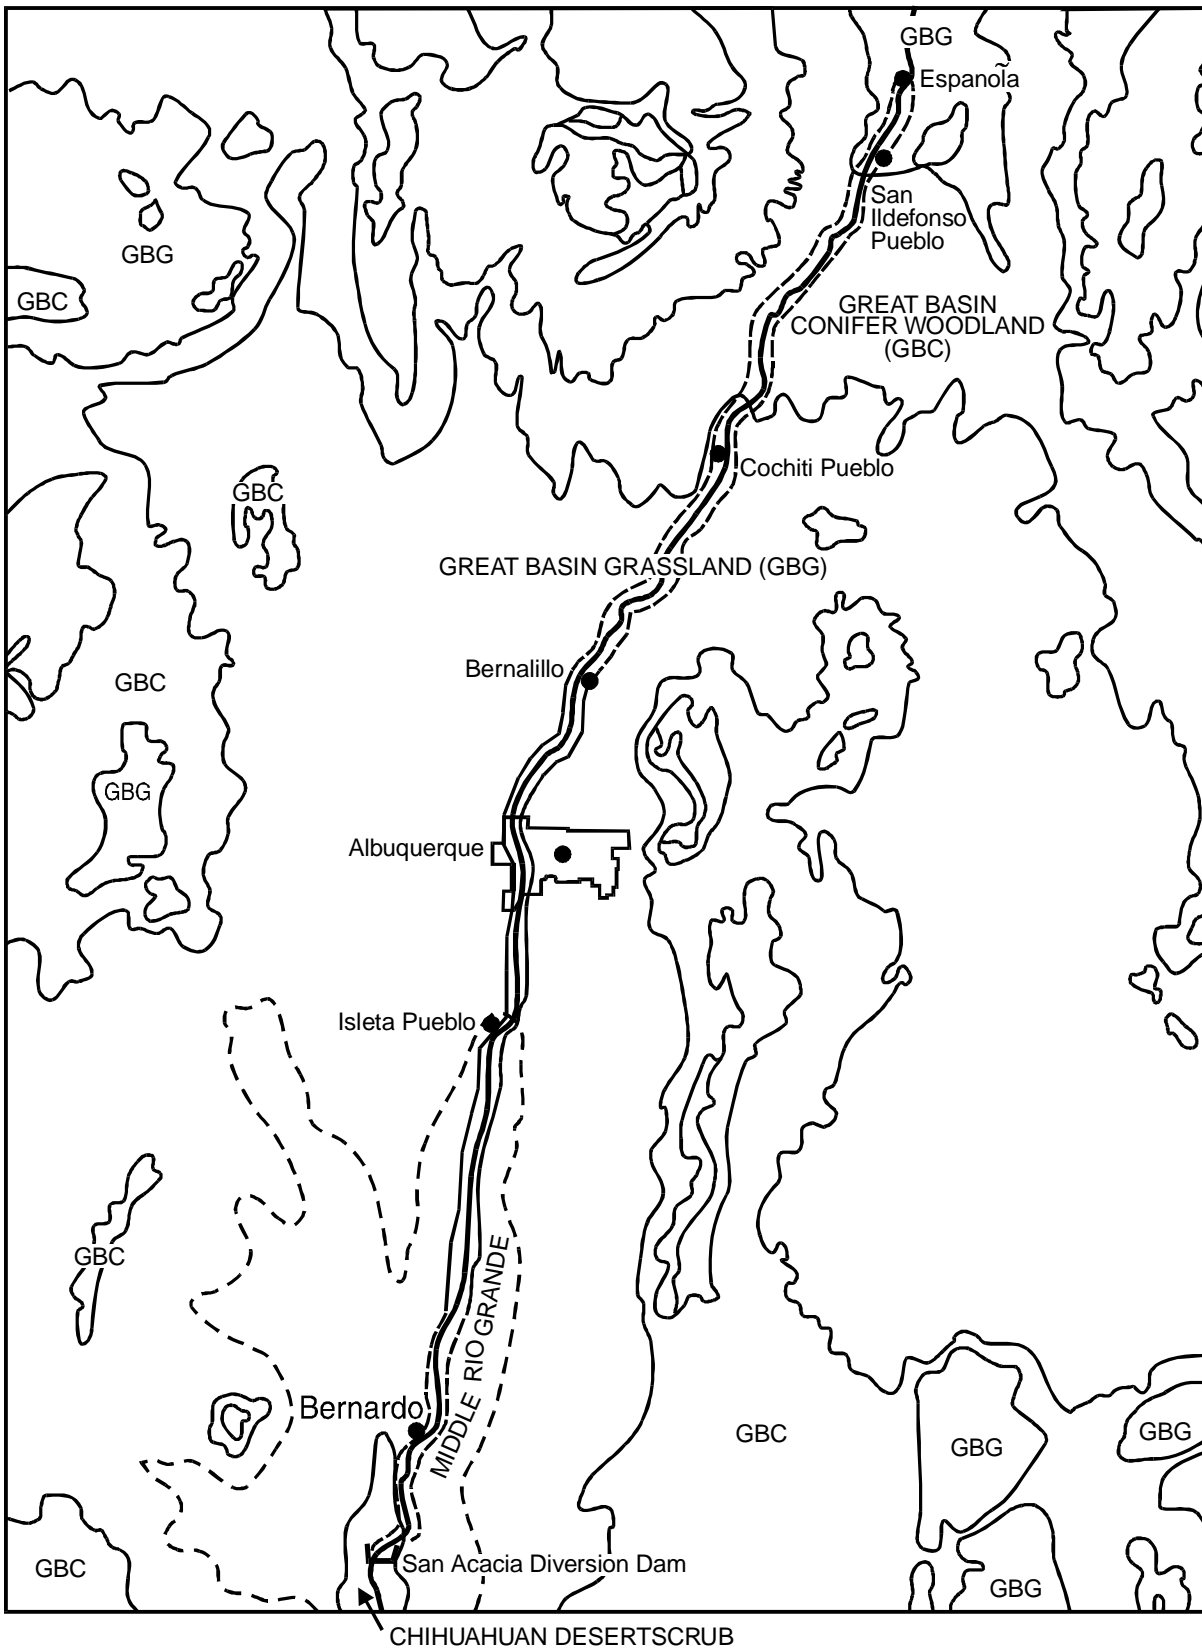 GBG
Espanola
San
Ildefonso
Pueblo
GBG
GBC
GREAT BASIN
CONIFER WOODLAND
(GBC)
Cochiti Pueblo
GBC
GREAT BASIN GRASSLAND (GBG)
Bernalillo
GBC
GBG
Albuquerque
Isleta Pueblo
GBC
MIDDLE RIO GRANDE
Bernardo
GBC
GBG
GBG
San Acacia Diversion Dam
GBC
GBG
CHIHUAHUAN DESERTSCRUB